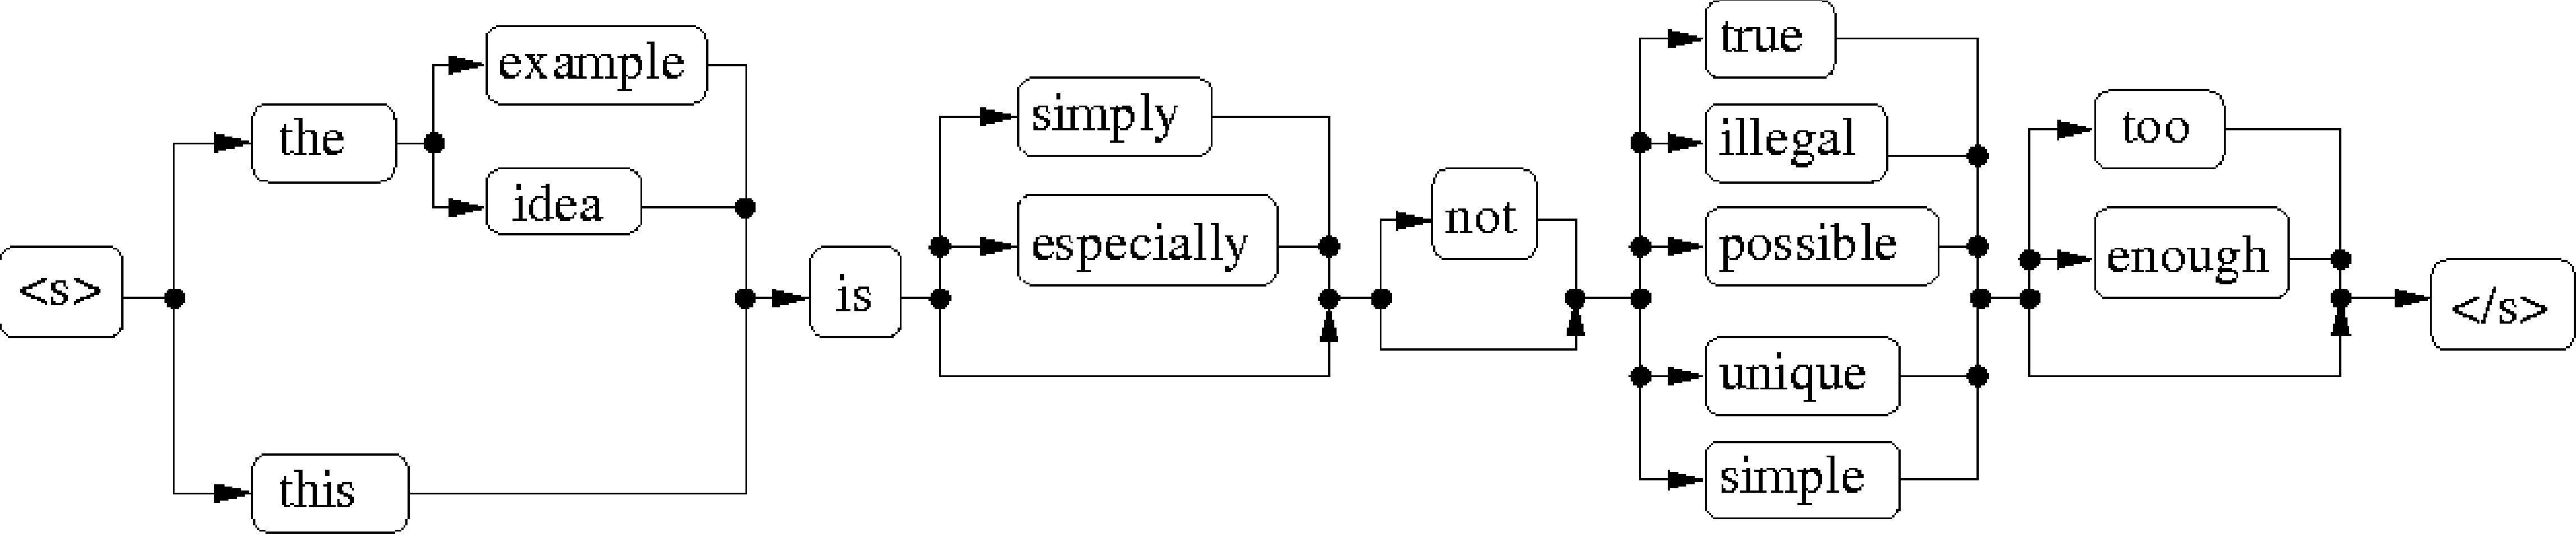 <s>
the
example
idea
this
is
simply
especially
not
true
illegal
possible
unique
simple
too
enough
</s>